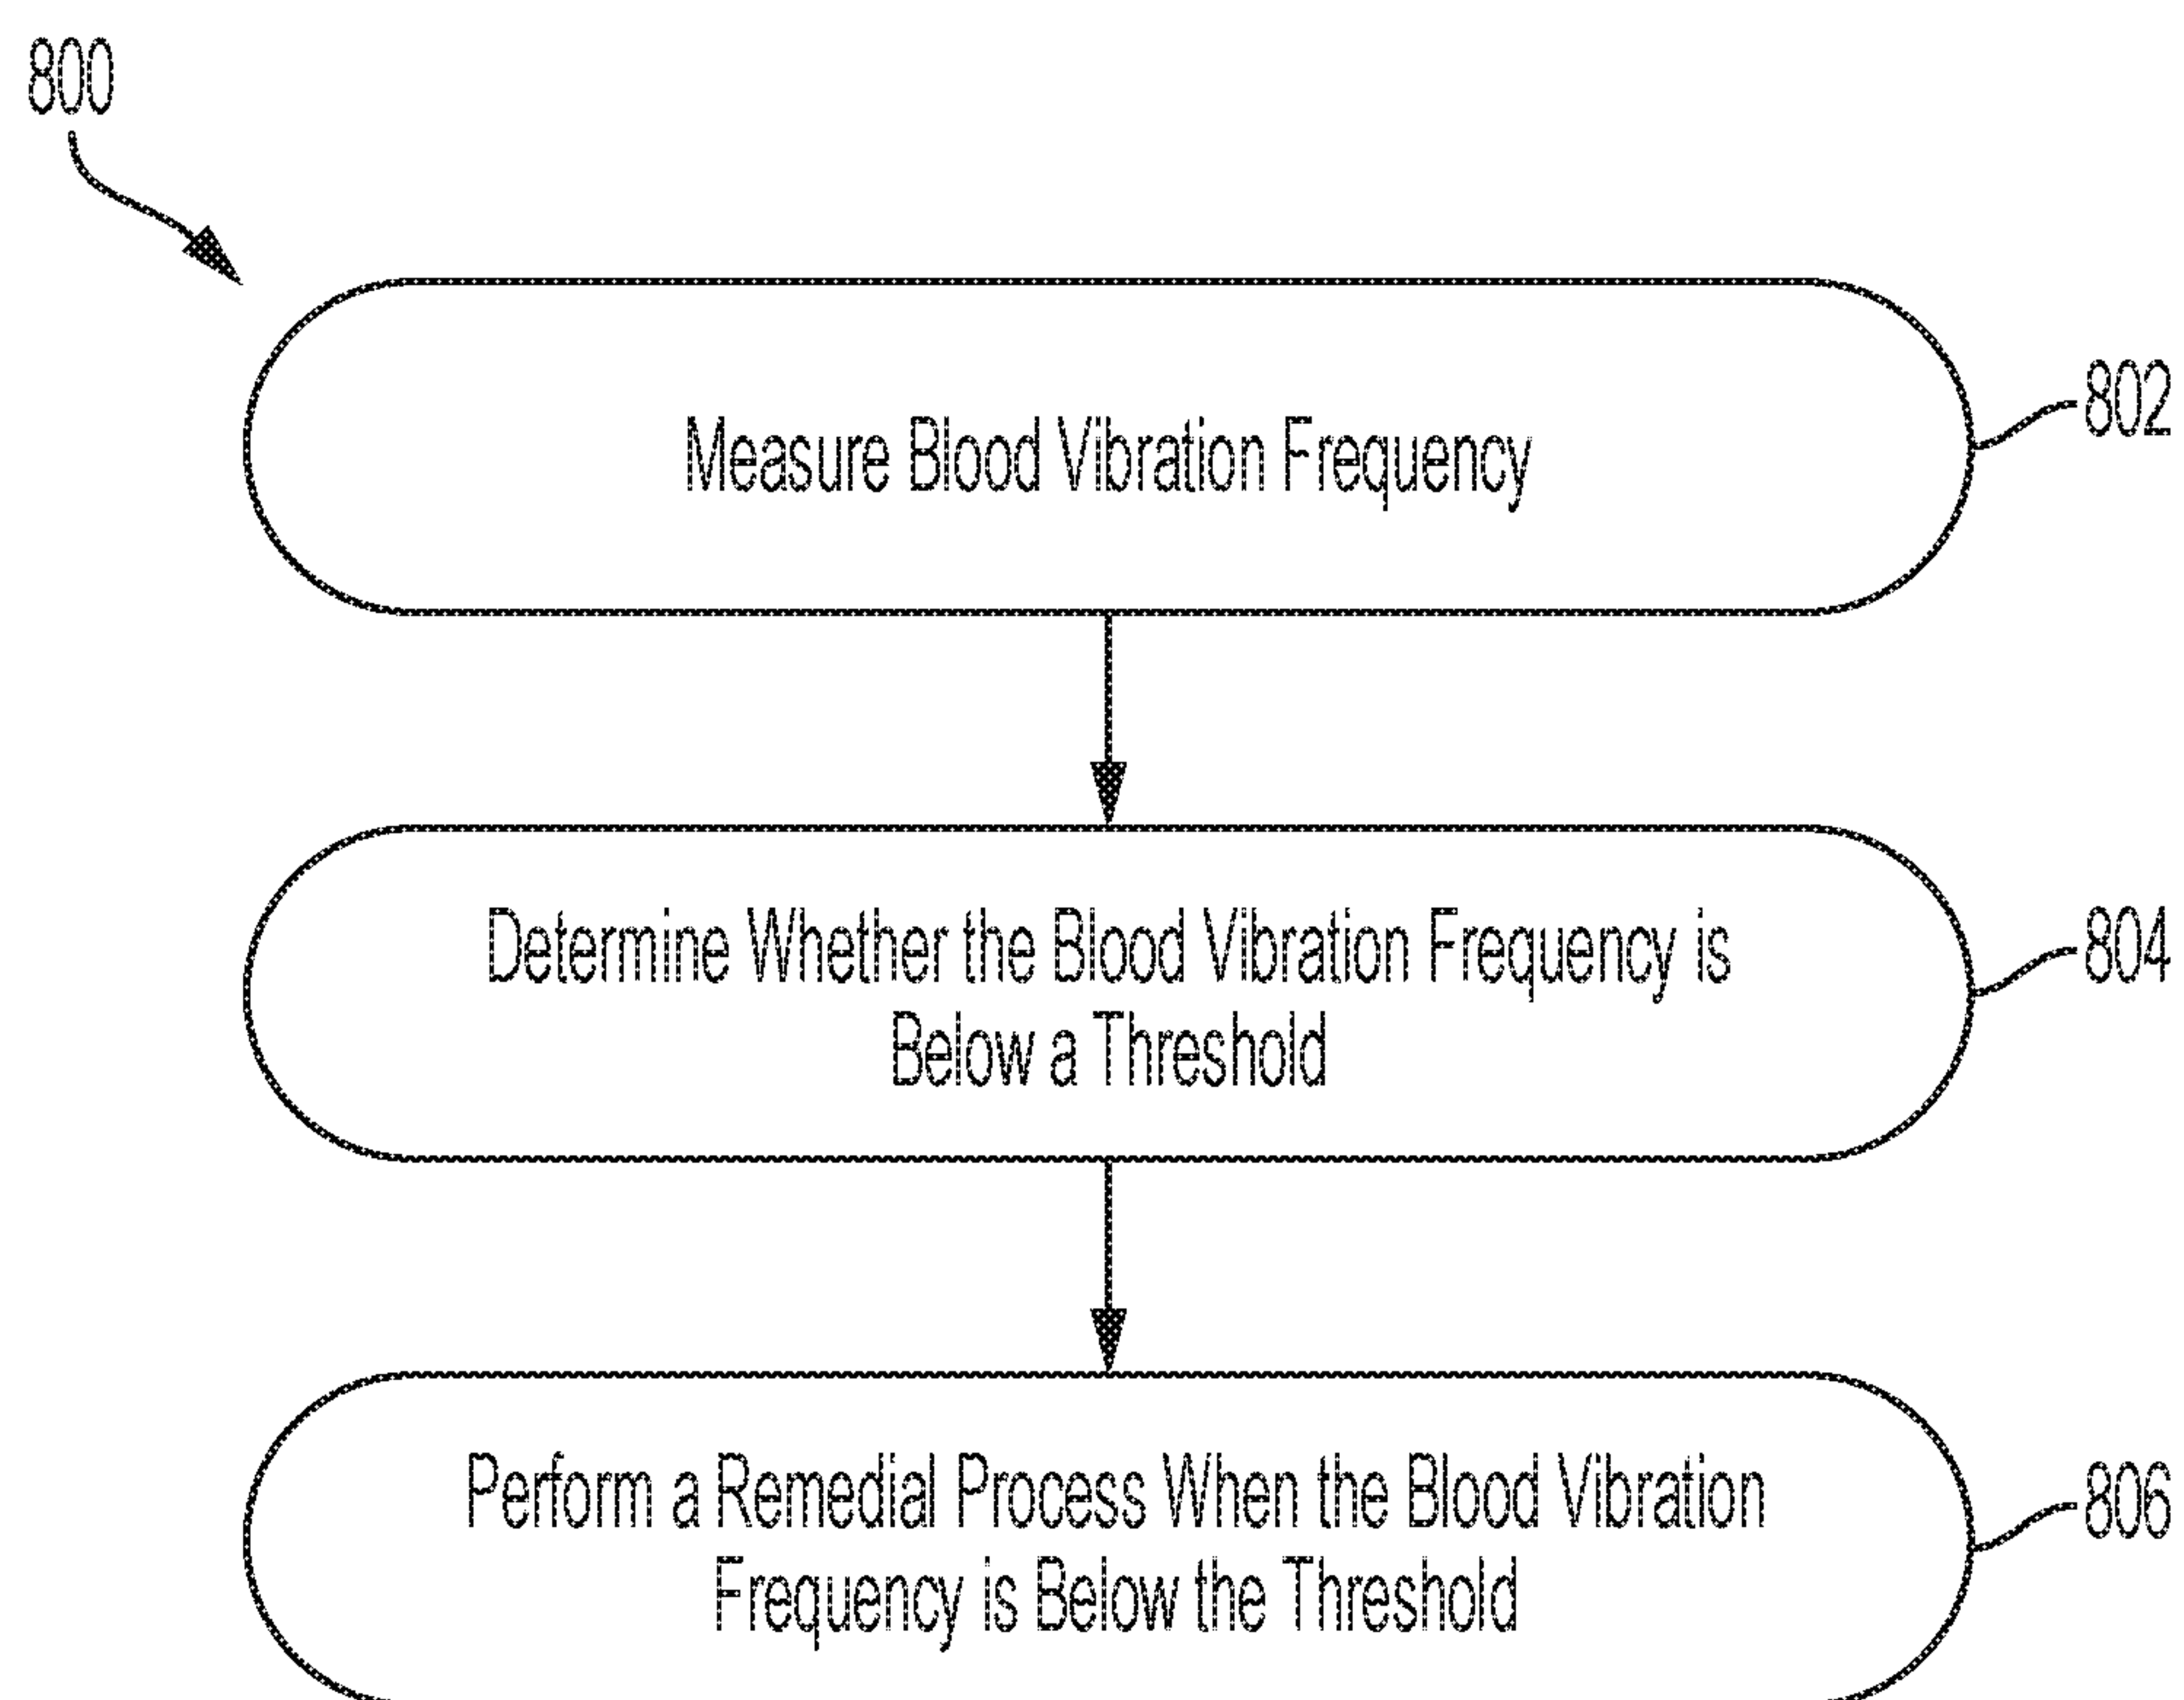 800
Measure Blood Vibration Frequency
802
Determine Whether the Blood Vibration Frequency is
Below a Threshold
804
Perform a Remedial Process When the Blood Vibration
Frequency is Below the Threshold
806